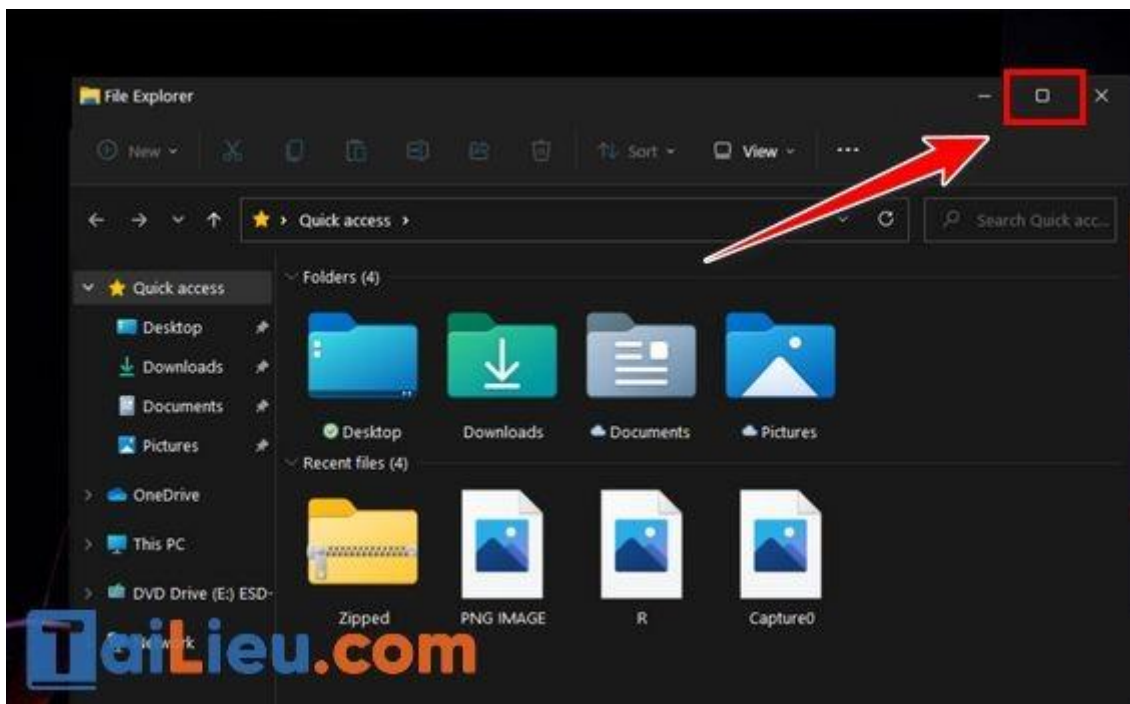 File Explorer
New
Sort
View
Quick access
Search Quick acc...
Quick access
Desktop
Downloads
Documents
Pictures
OneDrive
This PC
DVD Drive (E:) ESD-
Network
Folders (4)
Desktop
Downloads
Documents
Pictures
Recent files (4)
Zipped
PNG IMAGE
R
Capture0
TaiLieu.com